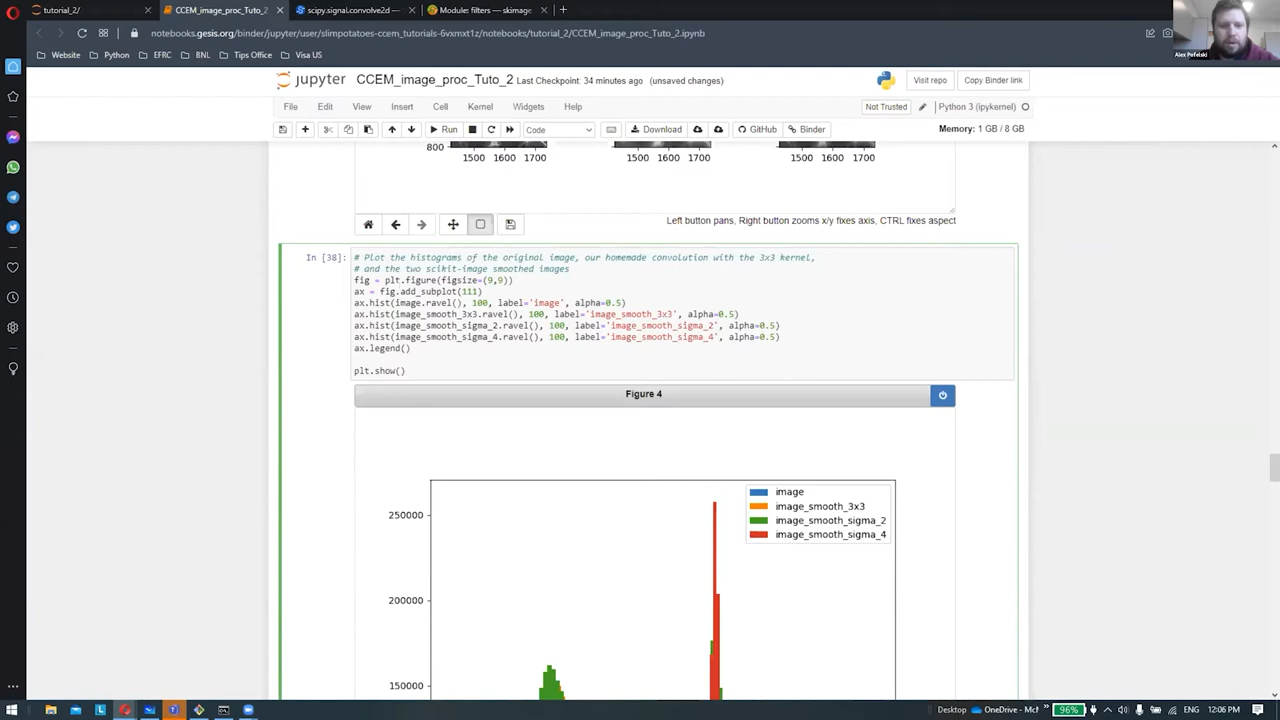 tutorial_2/
CCEM_image_proc_Tuto_2
scipy.signal.convolve2d —
Module: filters — skimage
notebooks.gesis.org/binder/jupyter/user/slimpotatoes-ccem_tutorials-6vxmxt1z/notebooks/tutorial_2/CCEM_image_proc_Tuto_2.ipynb
Website
Python
EFRC
BNL
Tips Office
Visa US
Alex Pofelski
jupyter
CCEM_image_proc_Tuto_2 Last Checkpoint: 34 minutes ago (unsaved changes)
Visit repo
Copy Binder link
File
Edit
View
Insert
Cell
Kernel
Widgets
Help
Not Trusted
Python 3 (ipykernel)
Run
Code
Download
GitHub
Binder
Memory: 1 GB / 8 GB
800
1500 1600 1700
1500 1600 1700
1500 1600 1700
Left button pans, Right button zooms x/y fixes axis, CTRL fixes aspect
In [38]:
# Plot the histograms of the original image, our homemade convolution with the 3x3 kernel,
# and the two scikit-image smoothed images
fig = plt.figure(figsize=(9,9))
ax = fig.add_subplot(111)
ax.hist(image.ravel(), 100, label='image', alpha=0.5)
ax.hist(image_smooth_3x3.ravel(), 100, label='image_smooth_3x3', alpha=0.5)
ax.hist(image_smooth_sigma_2.ravel(), 100, label='image_smooth_sigma_2', alpha=0.5)
ax.hist(image_smooth_sigma_4.ravel(), 100, label='image_smooth_sigma_4', alpha=0.5)
ax.legend()
plt.show()
Figure 4
image
image_smooth_3x3
image_smooth_sigma_2
image_smooth_sigma_4
250000
200000
150000
Desktop
OneDrive - McM
96%
12:06 PM